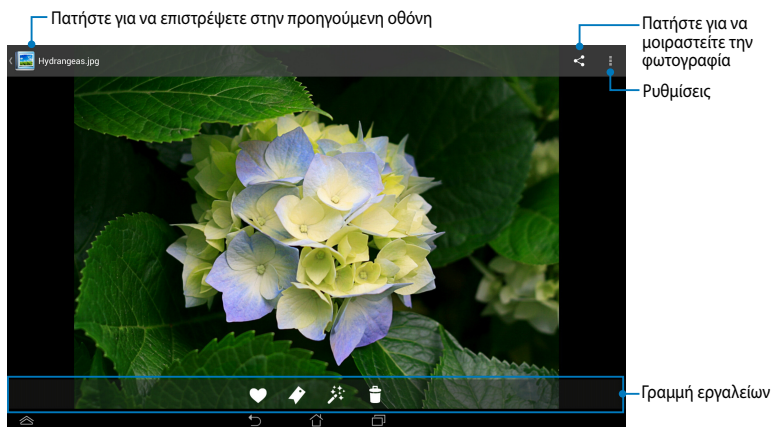 Πατήστε για να επιστρέψετε στην προηγούμενη οθόνη
Πατήστε για να
μοιραστείτε την
φωτογραφία
Hydrangeas.jpg
Ρυθμίσεις
Γραμμή εργαλείων